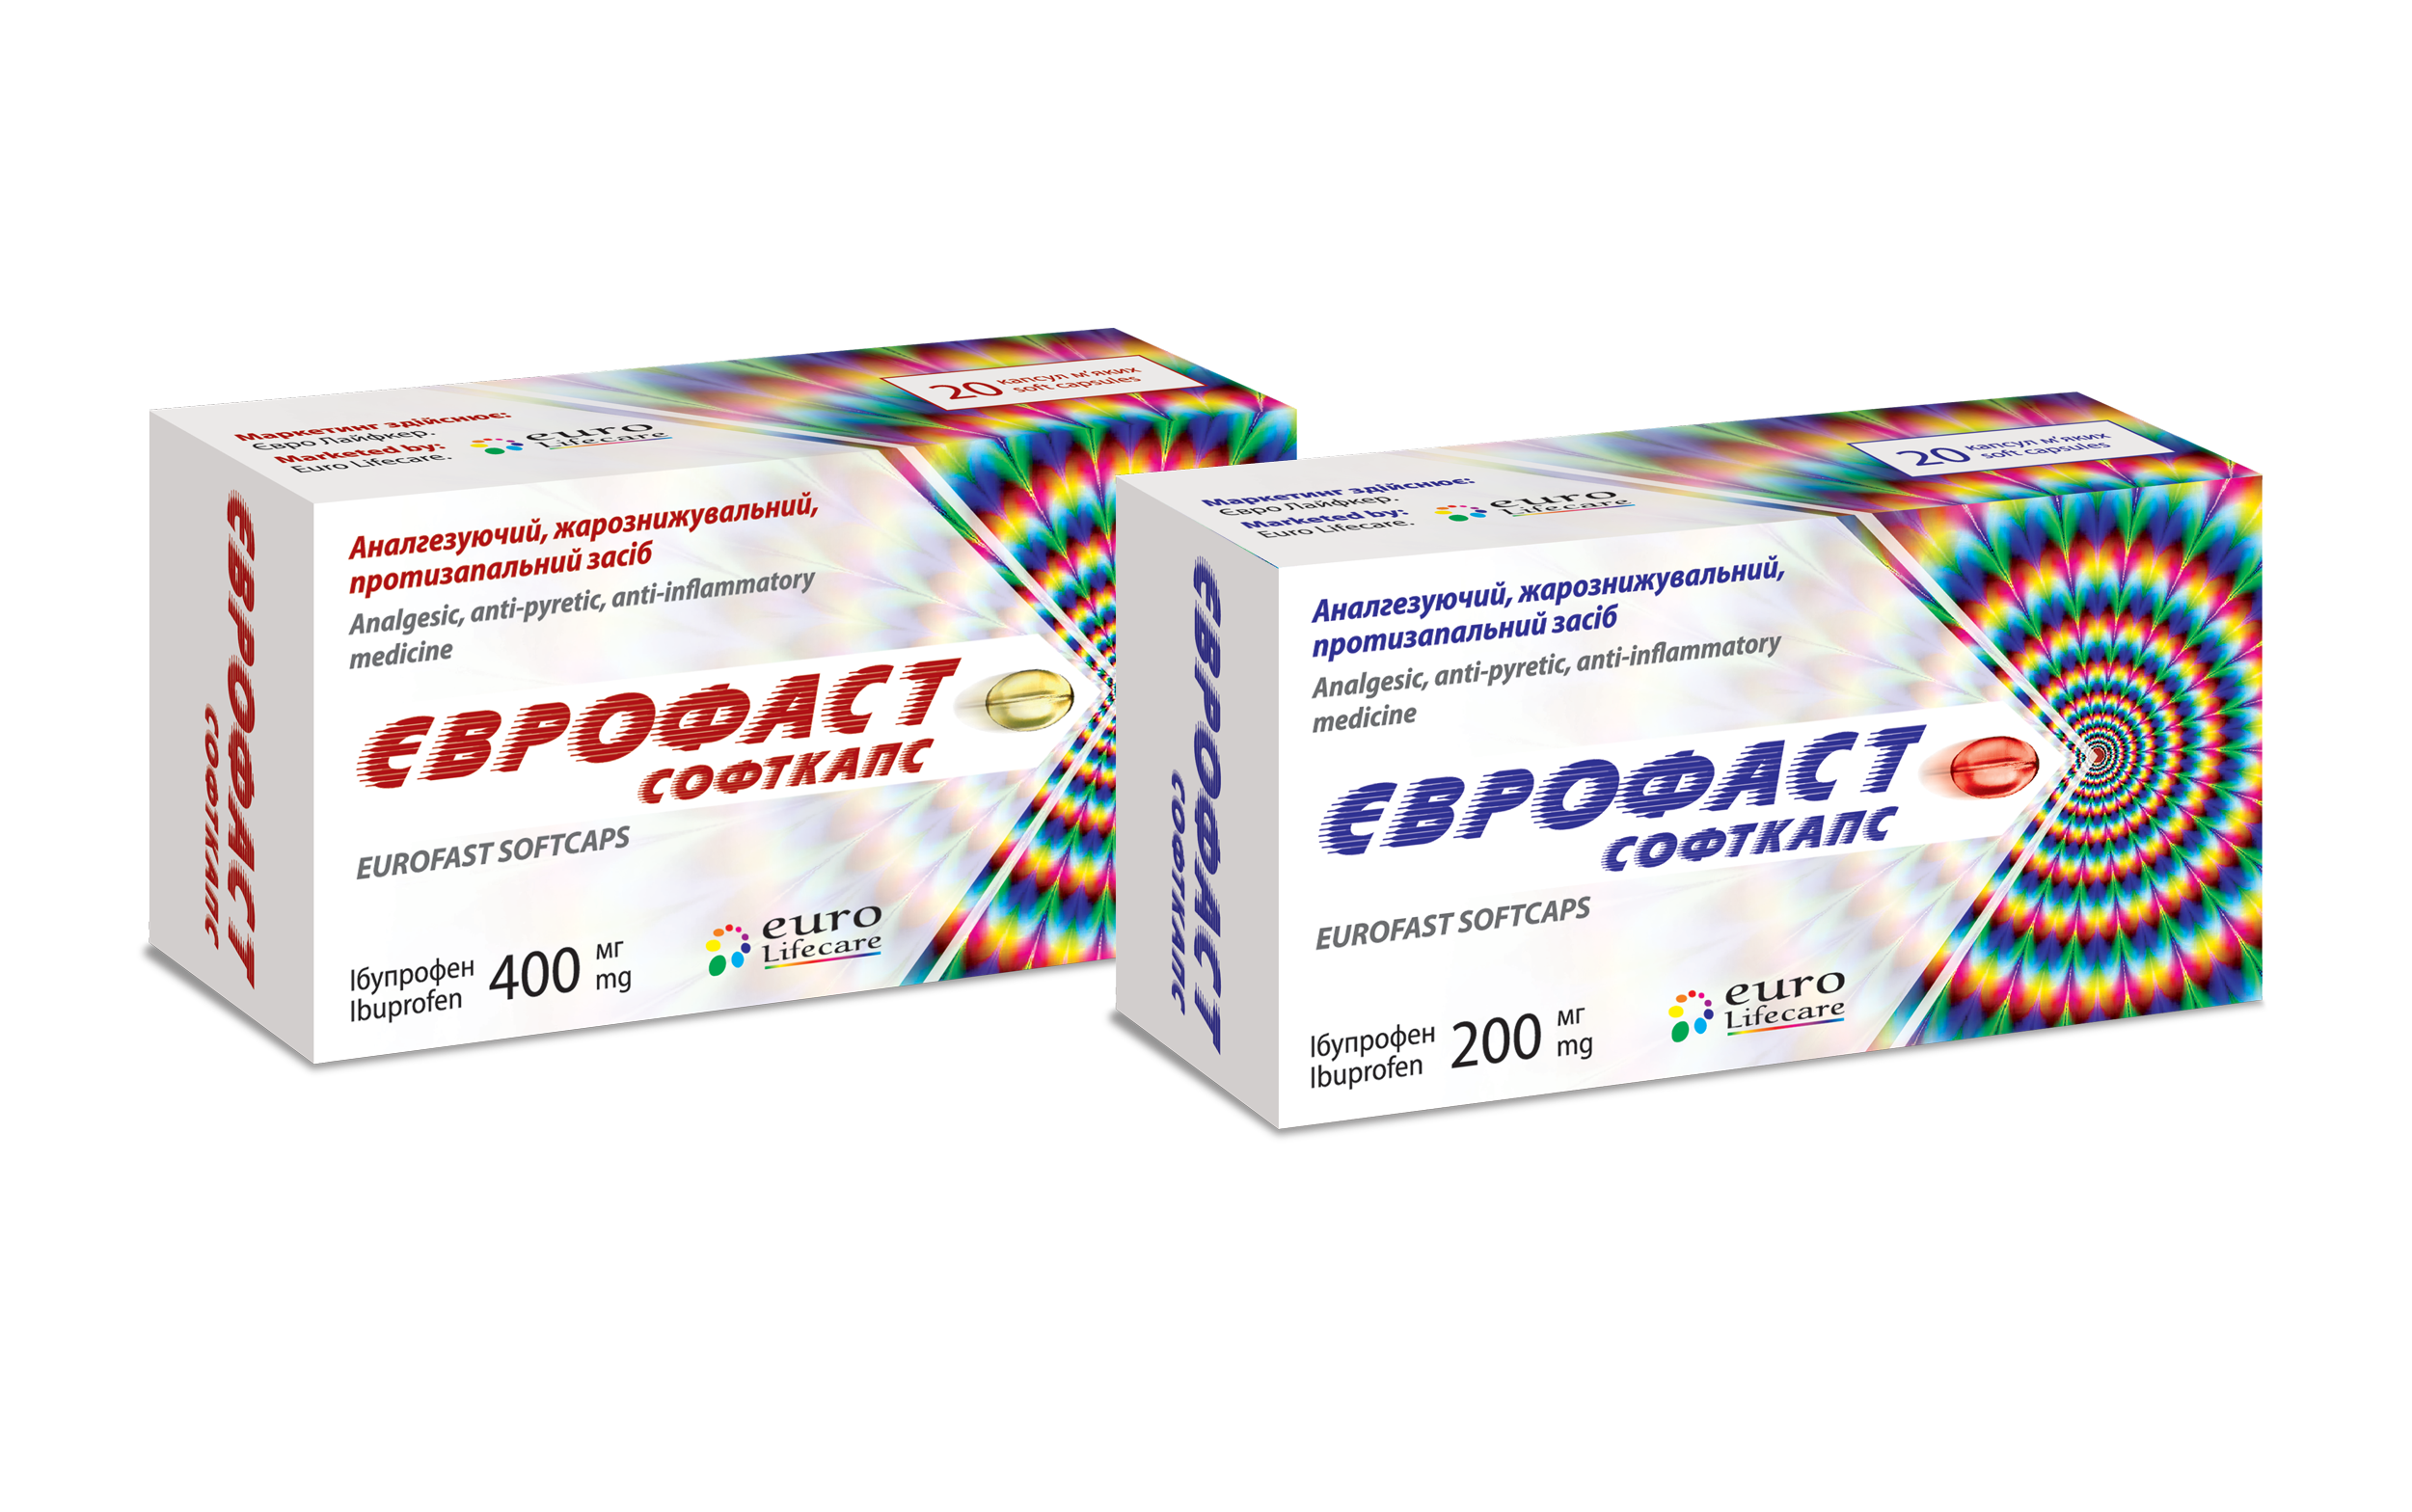 Маркетинг здійснює:
Євро Лайфкер.
Marketed by:
Euro Lifecare.
euro
Lifecare
20 капсул м'яких
soft capsules
ЄВРОФАСТ
СОФТКАПС
Аналгезуючий, жарознижувальний,
протизапальний засіб
Analgesic, anti-pyretic, anti-inflammatory
medicine
ЄВРОФАСТ
СОФТКАПС
EUROFAST SOFTCAPS
Ібупрофен 400 мг
Ibuprofen mg
euro
Lifecare
Маркетинг здійснює:
Євро Лайфкер.
Marketed by:
Euro Lifecare.
euro
Lifecare
20 капсул м'яких
soft capsules
ЄВРОФАСТ
СОФТКАПС
Аналгезуючий, жарознижувальний,
протизапальний засіб
Analgesic, anti-pyretic, anti-inflammatory
medicine
ЄВРОФАСТ
СОФТКАПС
EUROFAST SOFTCAPS
Ібупрофен 200 мг
Ibuprofen mg
euro
Lifecare